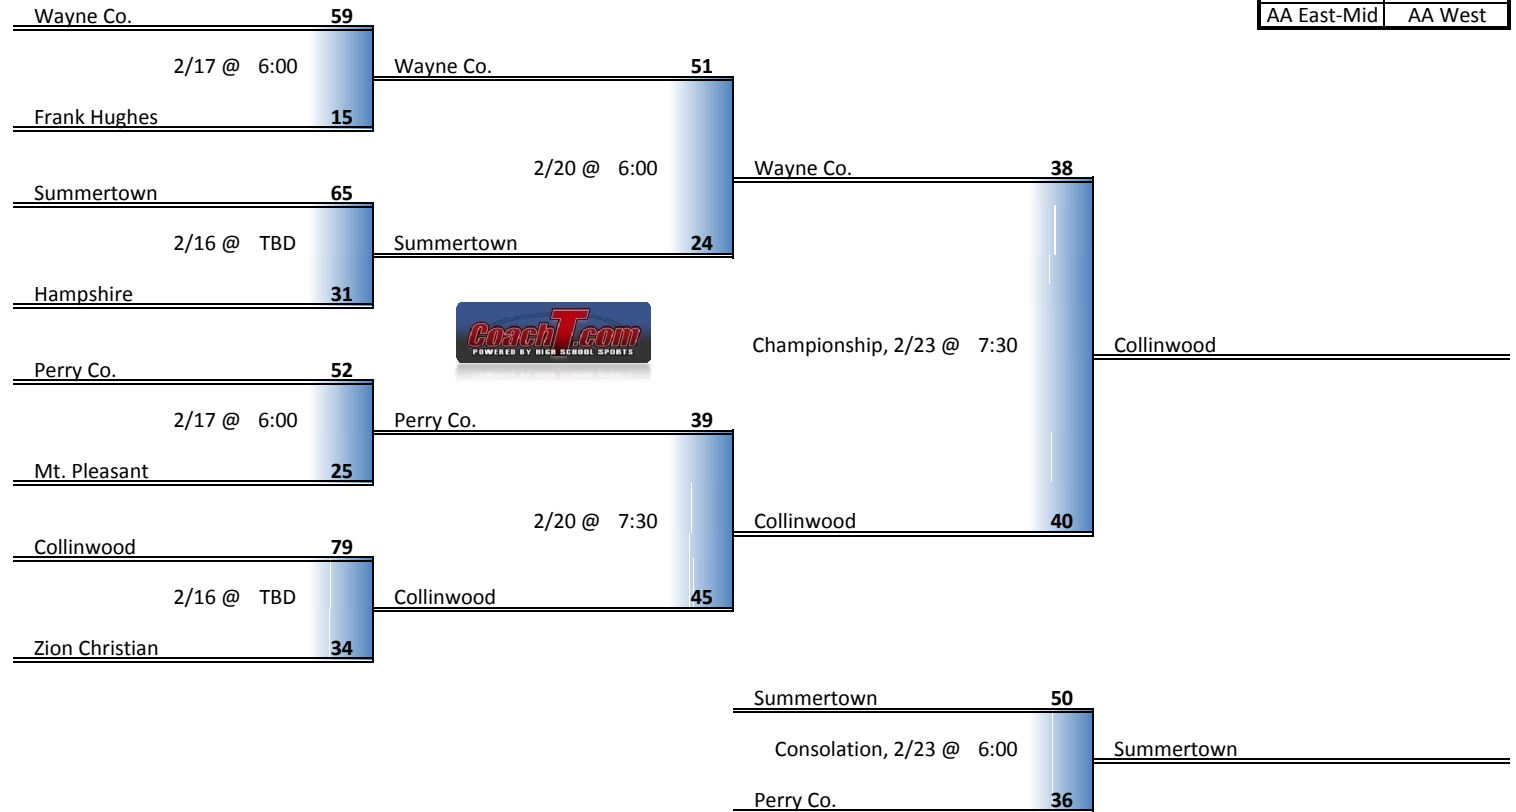 AA East-Mid AA West
Wayne Co. 59
2/17 @ 6:00
Frank Hughes 15
Summertown 65
2/16 @ TBD
Hampshire 31
Perry Co. 52
2/17 @ 6:00
Mt. Pleasant 25
Collinwood 79
2/16 @ TBD
Zion Christian 34
Wayne Co. 51
2/20 @ 6:00
Summertown 24
CoachT.com
POWERED BY HIGH SCHOOL SPORTS
Perry Co. 39
2/20 @ 7:30
Collinwood 45
Wayne Co. 38
Championship, 2/23 @ 7:30
Collinwood 40
Collinwood
Summertown 50
Consolation, 2/23 @ 6:00
Perry Co. 36
Summertown